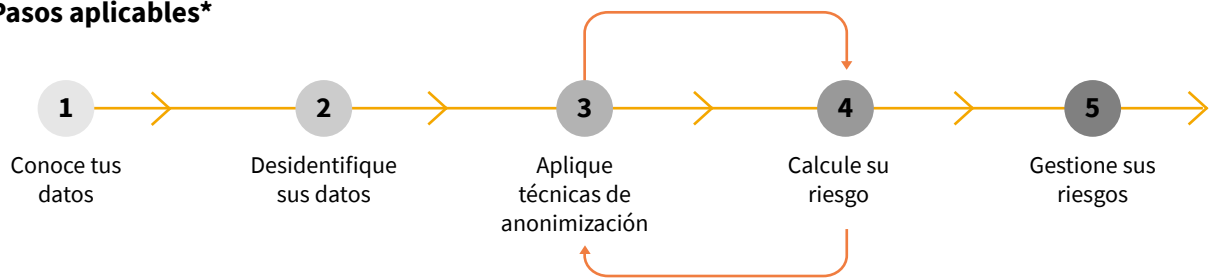 Pasos aplicables*
1
2
3
4
5
Conoce tus
datos
Desidentifique
sus datos
Aplique
técnicas de
anonimización
Calcule su
riesgo
Gestione sus
riesgos